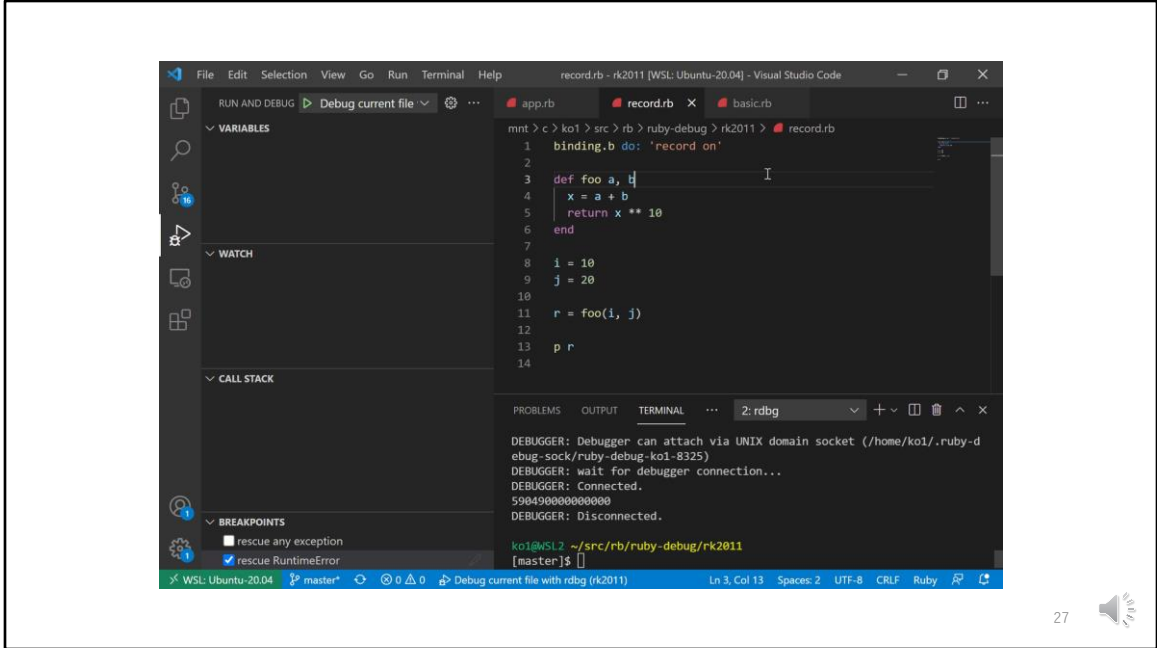 File Edit Selection View Go Run Terminal Help record.rb - rk2011 [WSL: Ubuntu-20.04] - Visual Studio Code
RUN AND DEBUG Debug current file
VARIABLES
16
WATCH
CALL STACK
1
BREAKPOINTS
rescue any exception
1
rescue RuntimeError
app.rb record.rb basic.rb
mnt > c > ko1 > src > rb > ruby-debug > rk2011 > record.rb
1 binding.b do: 'record on'
2
3 def foo a, b
4 x = a + b
5 return x ** 10
6 end
7
8 i = 10
9 j = 20
10
11 r = foo(i, j)
12
13 p r
14
PROBLEMS OUTPUT TERMINAL ... 2: rdbg
DEBUGGER: Debugger can attach via UNIX domain socket (/home/ko1/.ruby-d
ebug-sock/ruby-debug-ko1-8325)
DEBUGGER: wait for debugger connection...
DEBUGGER: Connected.
590490000000000
DEBUGGER: Disconnected.
ko1@WSL2 ~/src/rb/ruby-debug/rk2011
[master]$
WSL: Ubuntu-20.04 master* 0 0 Debug current file with rdbg (rk2011) Ln 3, Col 13 Spaces: 2 UTF-8 CRLF Ruby
27